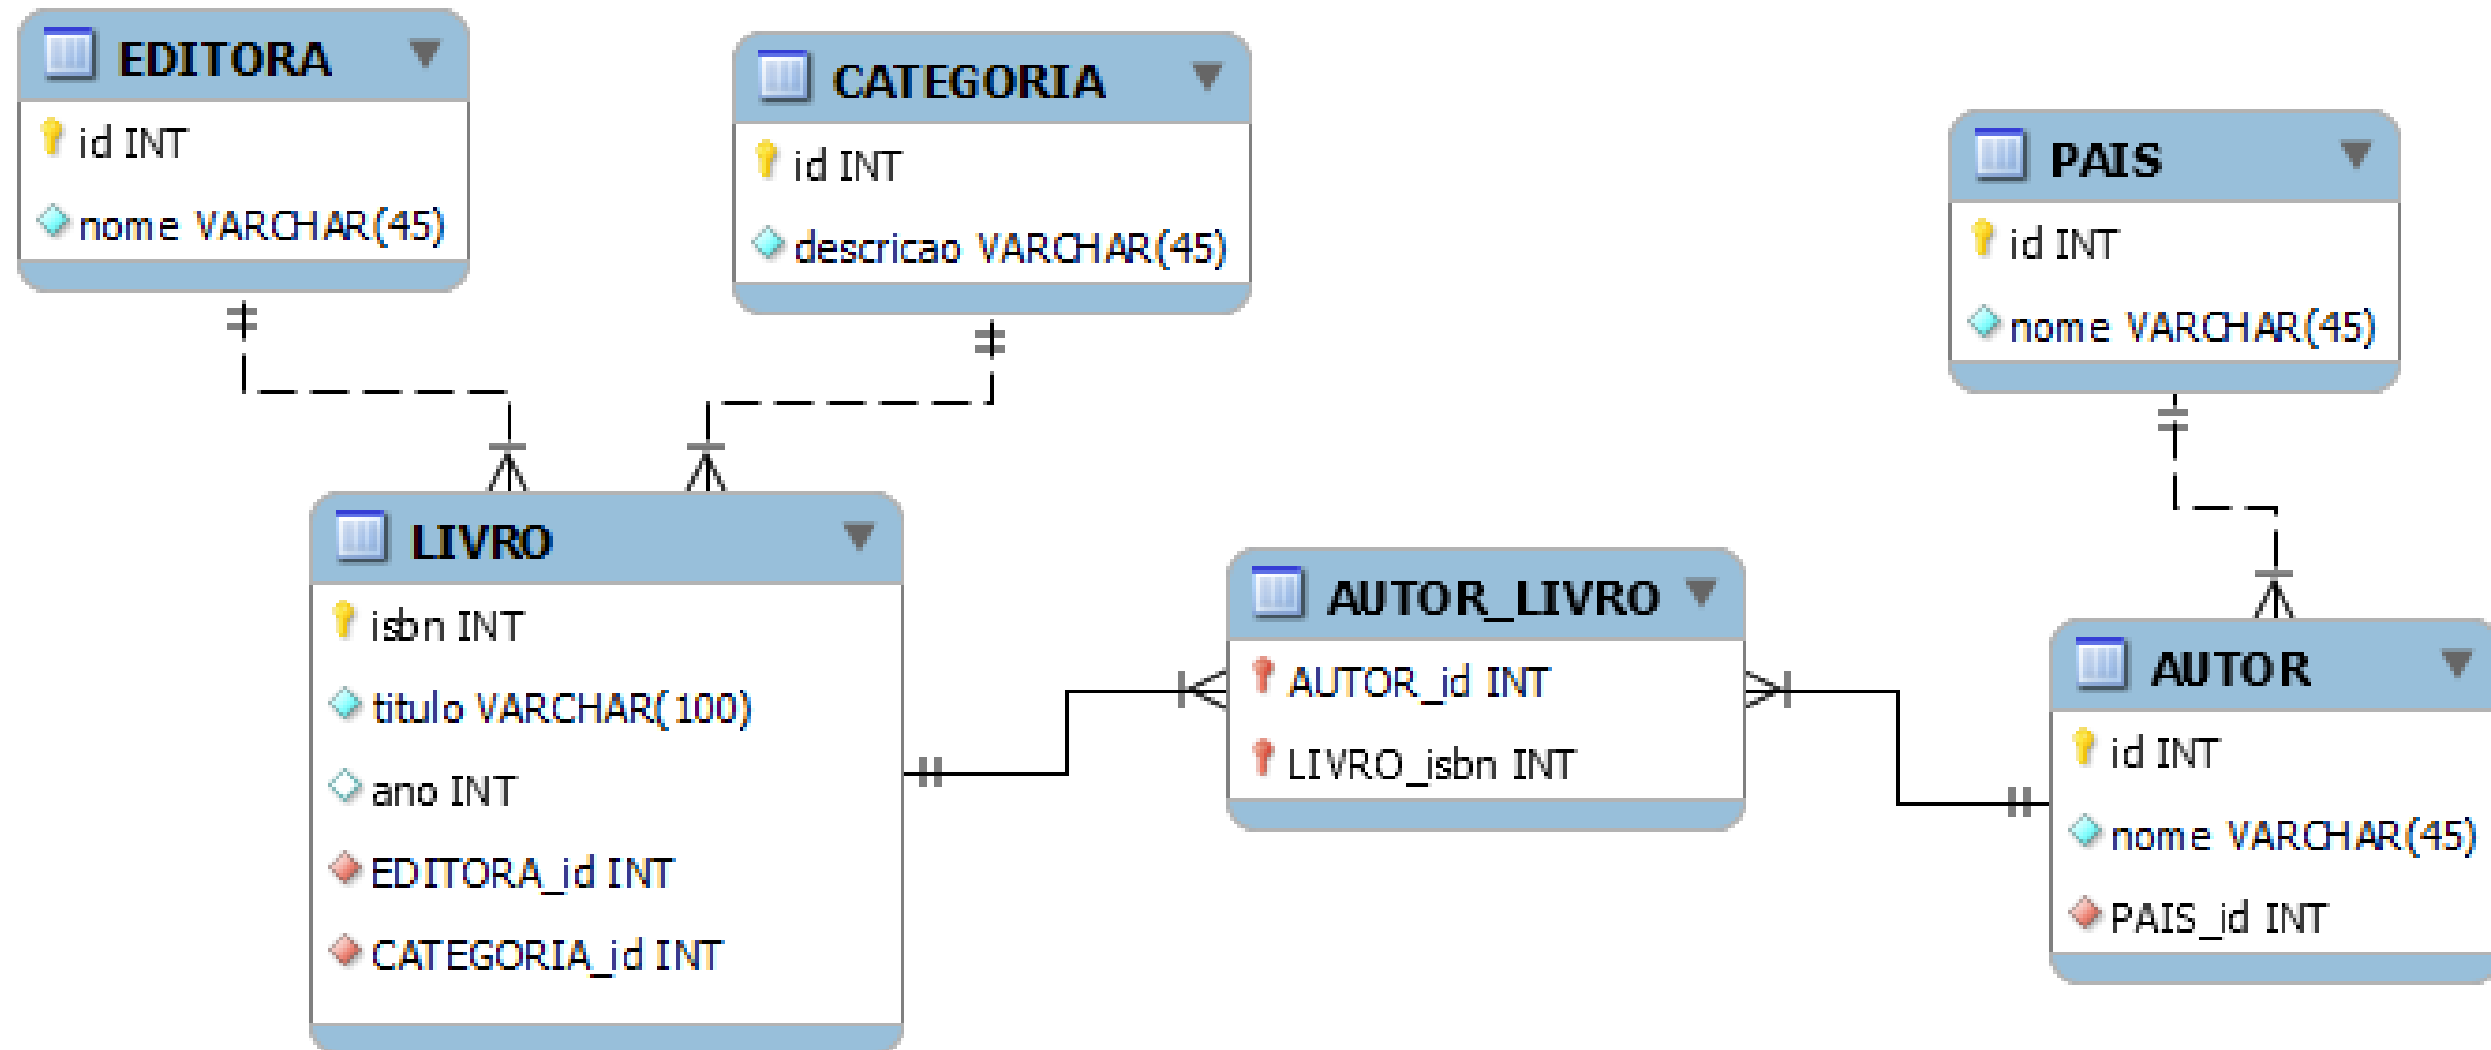 EDITORA
id INT
nome VARCHAR(45)
CATEGORIA
id INT
descricao VARCHAR(45)
PAIS
id INT
nome VARCHAR(45)
LIVRO
isbn INT
titulo VARCHAR(100)
ano INT
EDITORA_id INT
CATEGORIA_id INT
AUTOR_LIVRO
AUTOR_id INT
LIVRO_isbn INT
AUTOR
id INT
nome VARCHAR(45)
PAIS_id INT